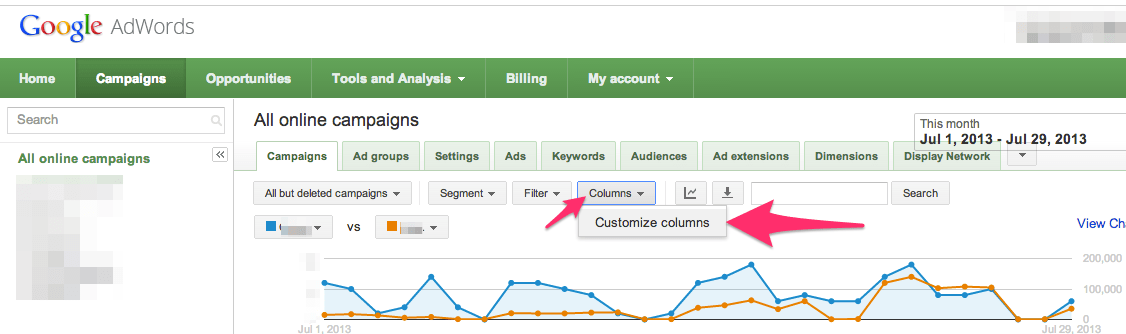 Google AdWords
Home Campaigns Opportunities Tools and Analysis Billing My account
Search
All online campaigns
All online campaigns
This month
Jul 1, 2013 - Jul 29, 2013
Campaigns Ad groups Settings Ads Keywords Audiences Ad extensions Dimensions Display Network
All but deleted campaigns Segment Filter Columns Search
Customize columns
vs
View Cha
200,000
100,000
0
Jul 1, 2013 Jul 29, 2013